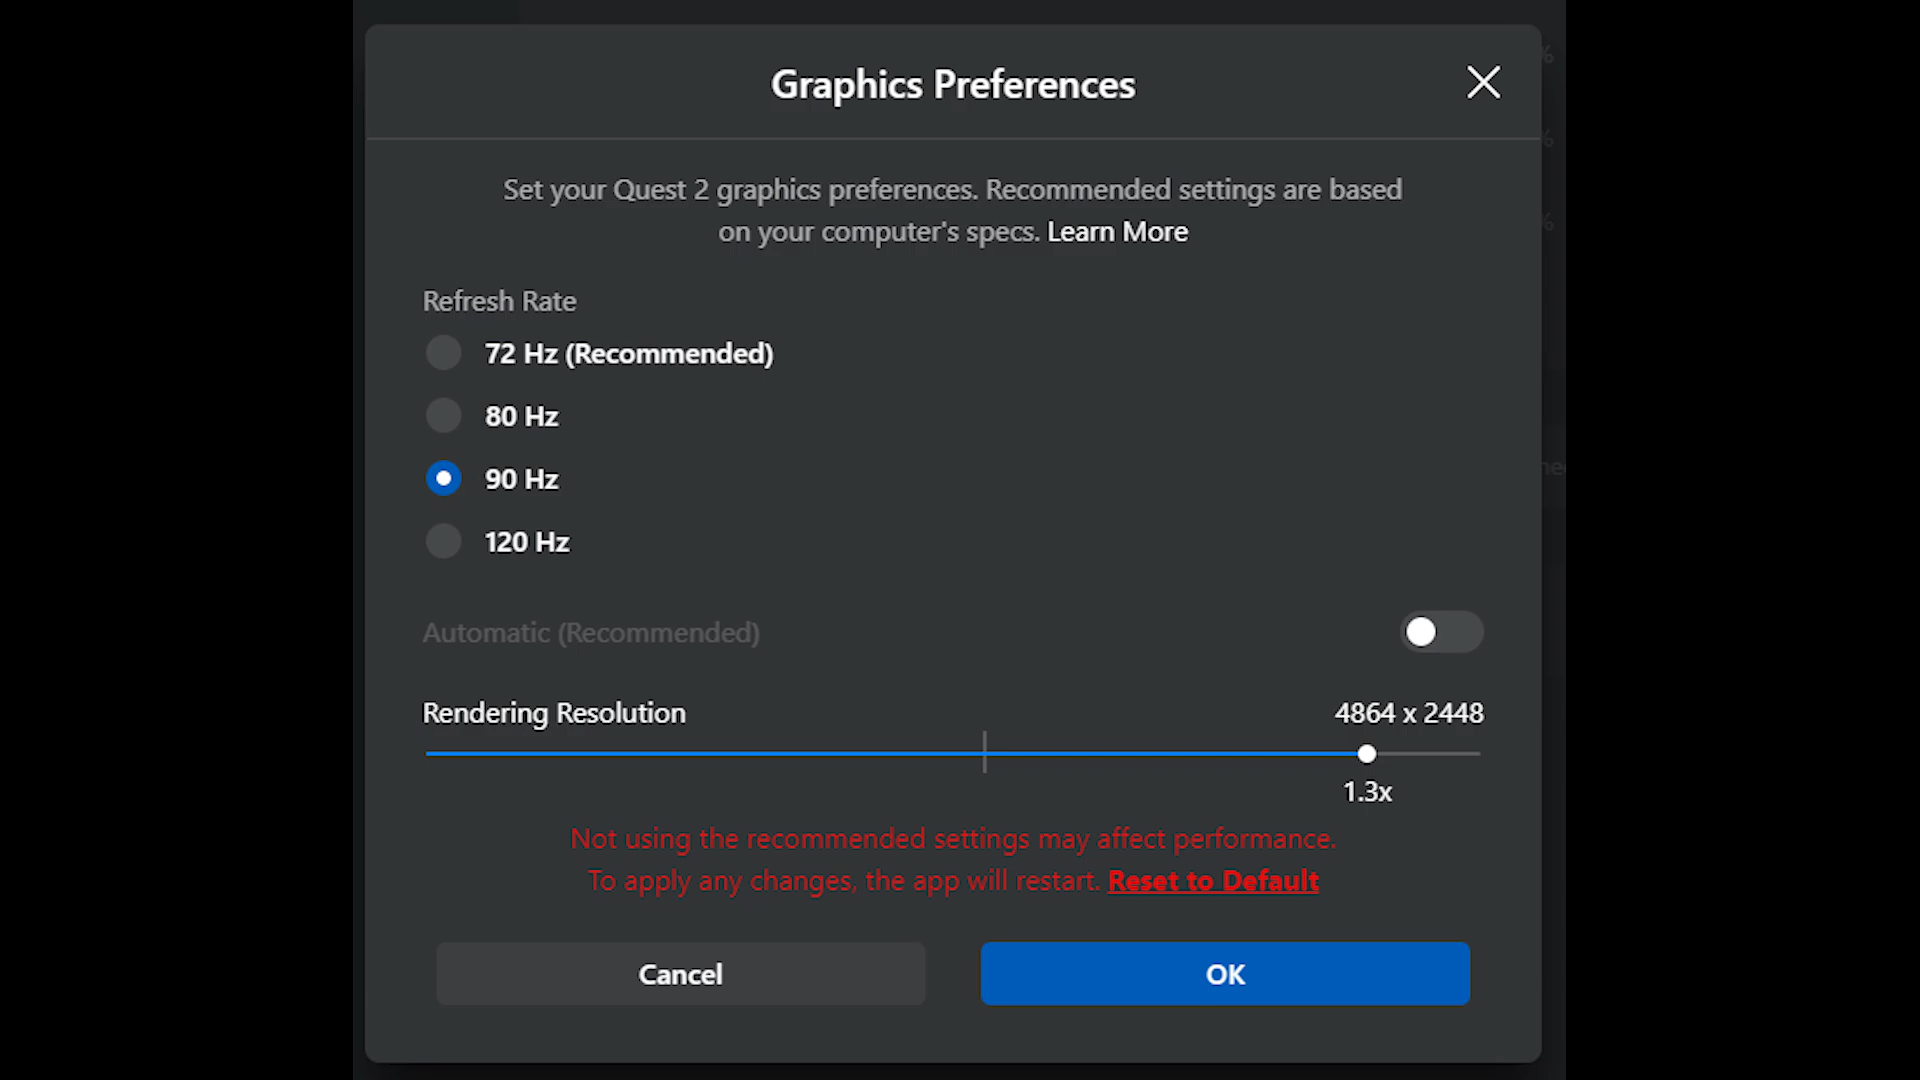 Graphics Preferences
Set your Quest 2 graphics preferences. Recommended settings are based
on your computer's specs. Learn More
Refresh Rate
72 Hz (Recommended)
80 Hz
90 Hz
120 Hz
Automatic (Recommended)
Rendering Resolution
4864 x 2448
1.3x
Not using the recommended settings may affect performance.
To apply any changes, the app will restart. Reset to Default
Cancel
OK